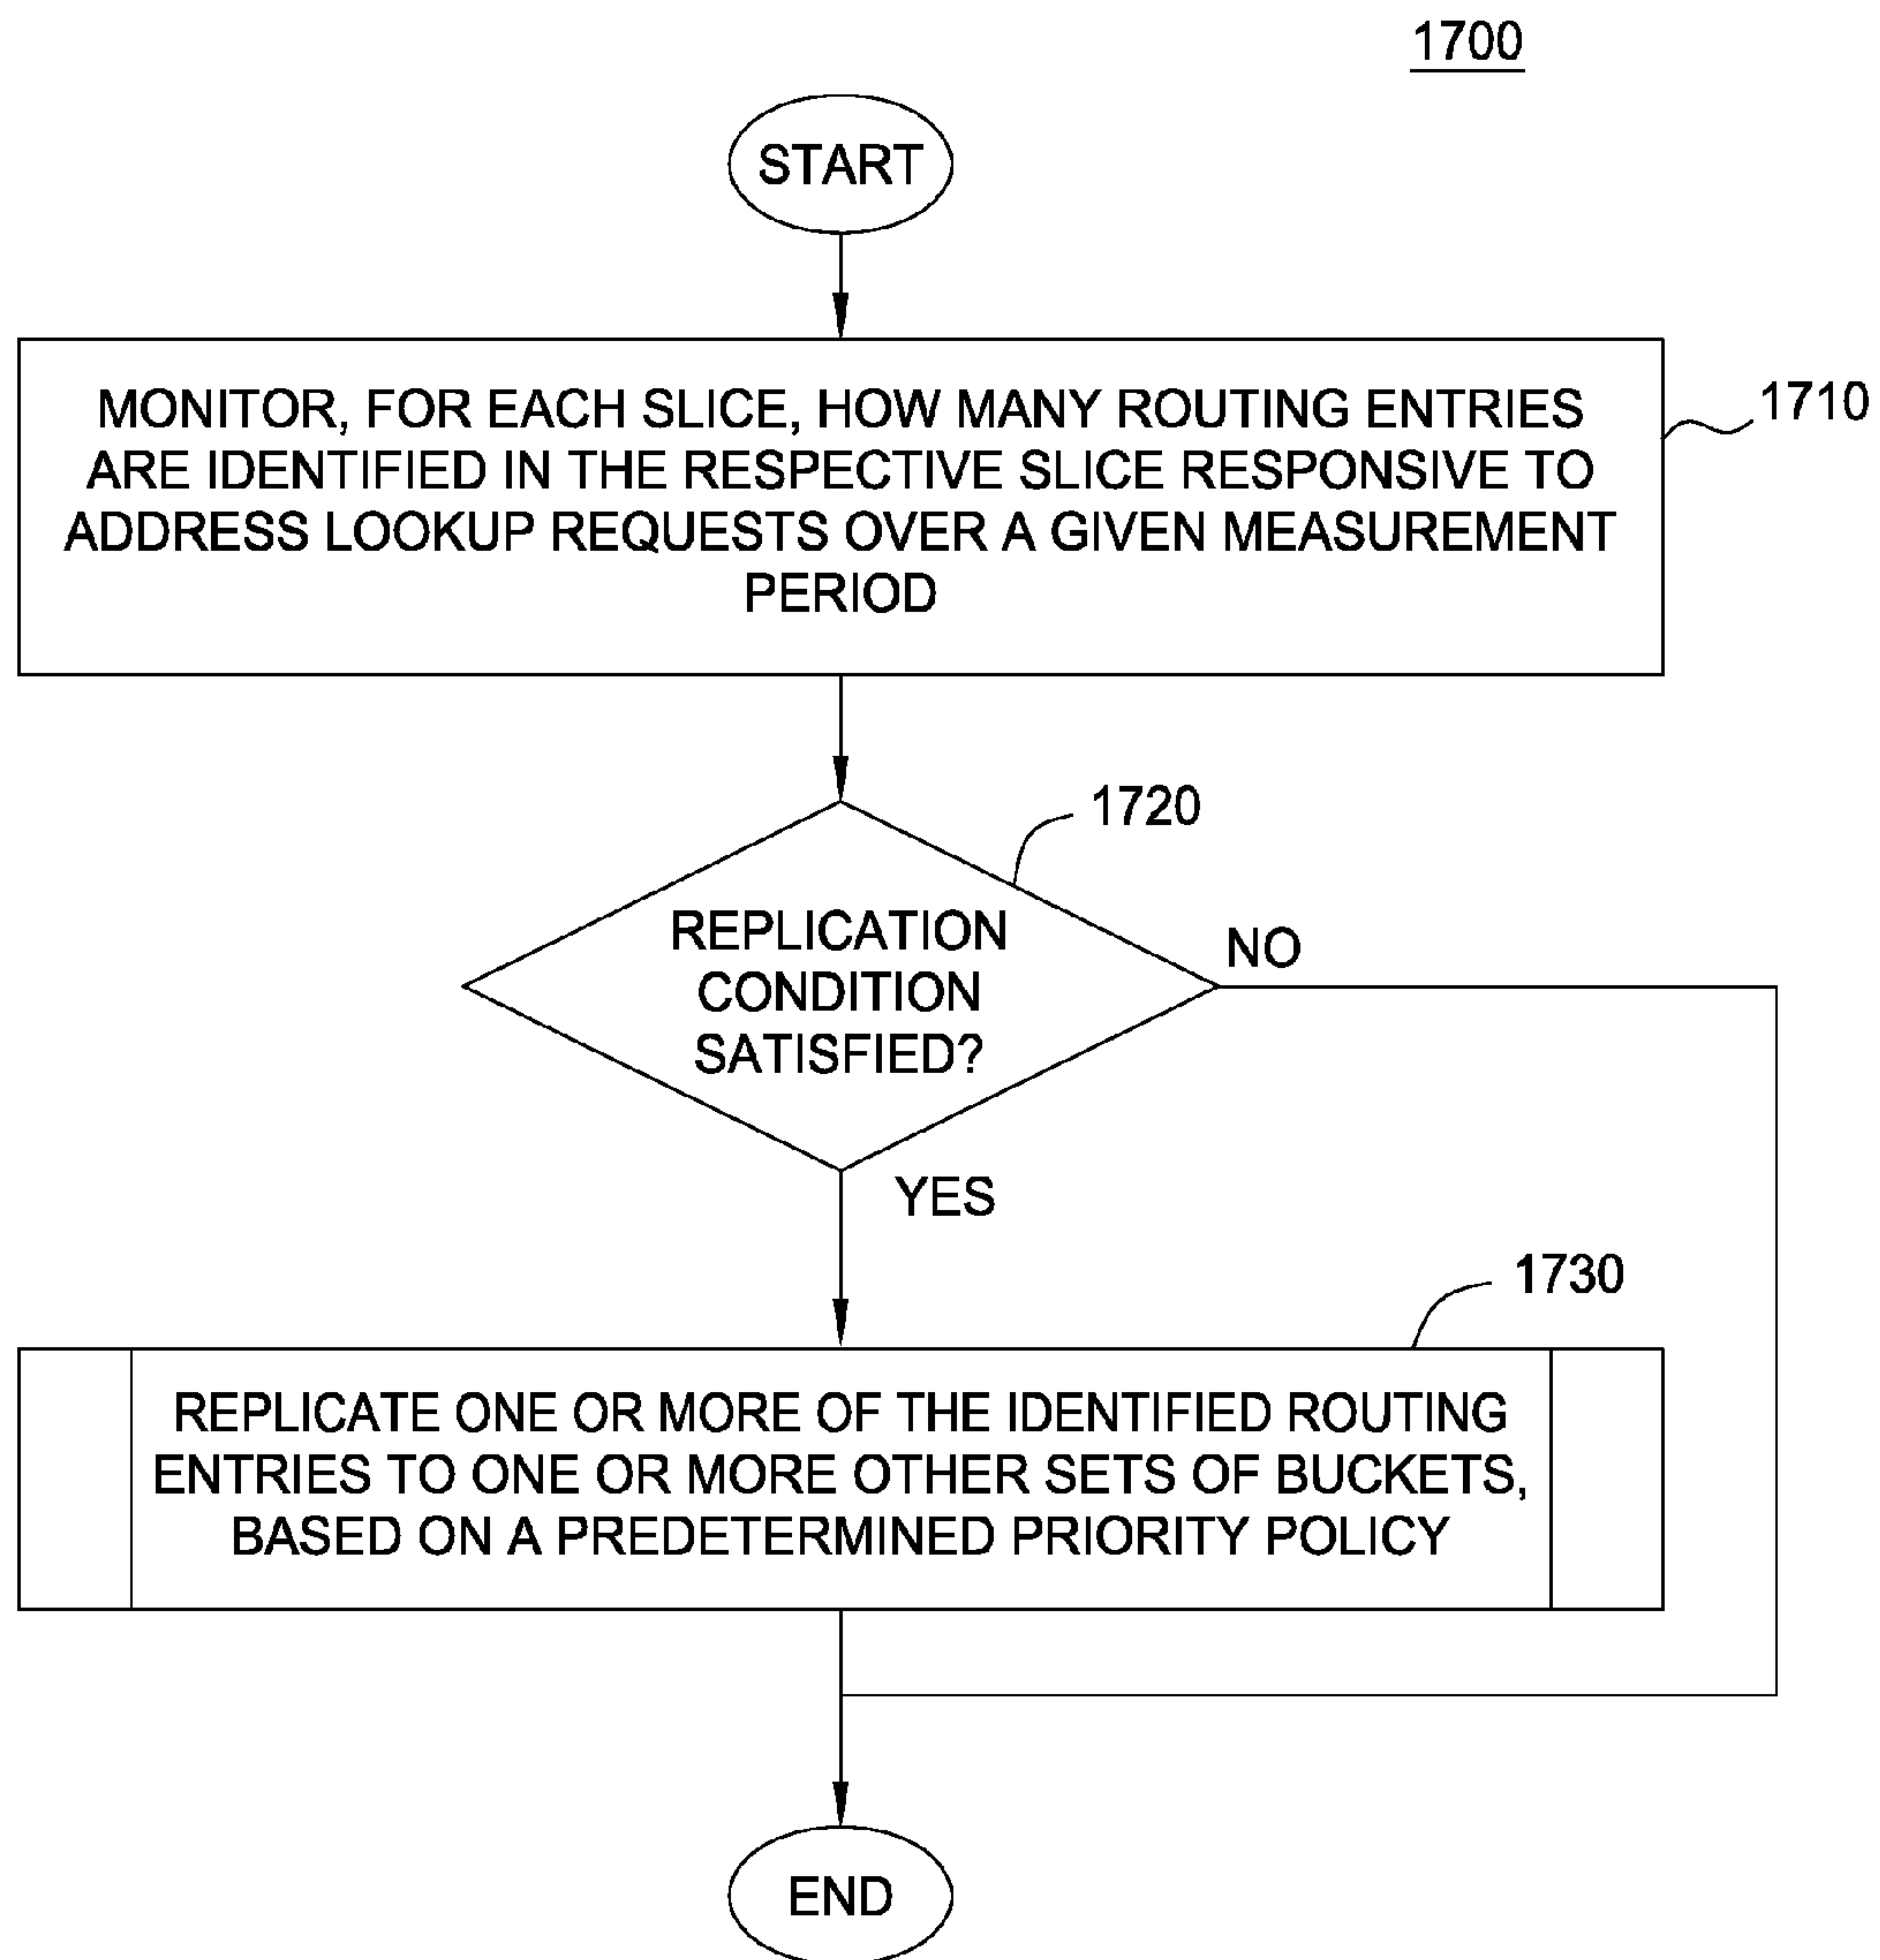 1700
START
MONITOR, FOR EACH SLICE, HOW MANY ROUTING ENTRIES
ARE IDENTIFIED IN THE RESPECTIVE SLICE RESPONSIVE TO
ADDRESS LOOKUP REQUESTS OVER A GIVEN MEASUREMENT
PERIOD
1710
1720
REPLICATION
CONDITION
SATISFIED?
NO
YES
1730
REPLICATE ONE OR MORE OF THE IDENTIFIED ROUTING
ENTRIES TO ONE OR MORE OTHER SETS OF BUCKETS,
BASED ON A PREDETERMINED PRIORITY POLICY
END